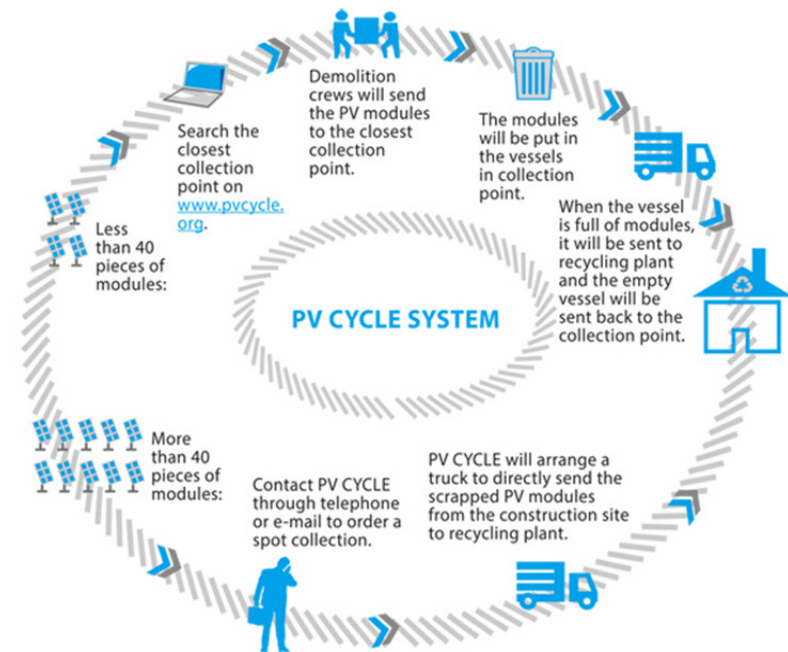 Demolition
crews will send
the PV modules
to the closest
collection
point.
Search the
closest
collection
point on
www.pvcycle.
org.
The modules
will be put in
the vessels
in collection
point.
Less
than 40
pieces of
modules:
When the vessel
is full of modules,
it will be sent to
recycling plant
and the empty
vessel will be
sent back to the
collection point.
PV CYCLE SYSTEM
More
than 40
pieces of
modules:
Contact PV CYCLE
through telephone
or e-mail to order a
spot collection.
PV CYCLE will arrange a
truck to directly send the
scrapped PV modules
from the construction site
to recycling plant.